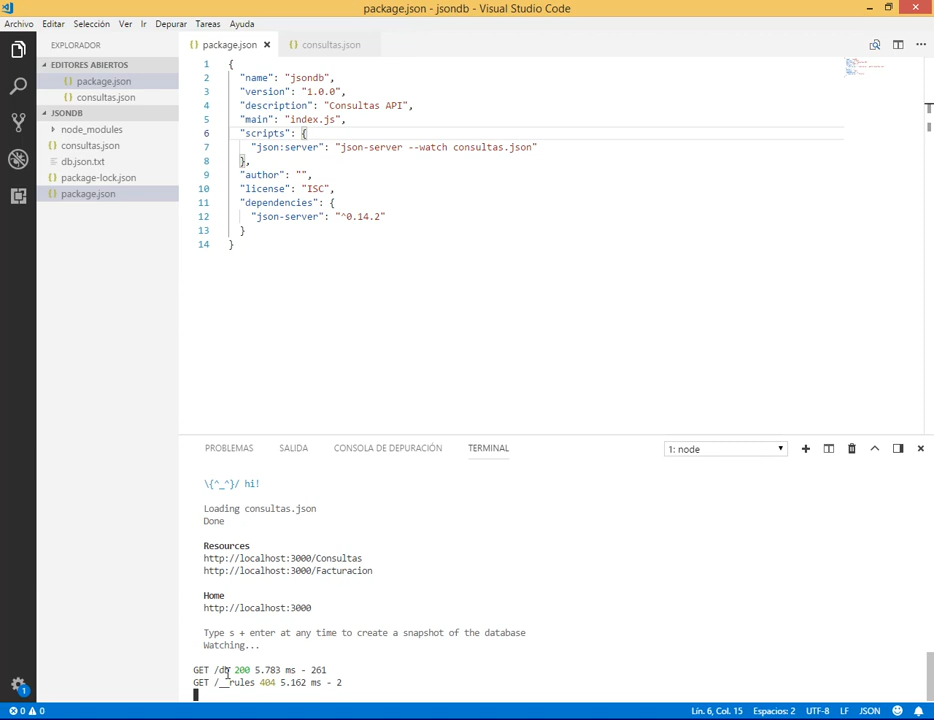 package.json - jsondb - Visual Studio Code
Archivo Editar Selección Ver Ir Depurar Tareas Ayuda
EXPLORADOR
EDITORES ABIERTOS
package.json
consultas.json
JSONDB
node_modules
consultas.json
db.json.txt
package-lock.json
package.json
package.json consultas.json
1 {
2 "name": "jsondb",
3 "version": "1.0.0",
4 "description": "Consultas API",
5 "main": "index.js",
6 "scripts": {
7 "json:server": "json-server --watch consultas.json"
8 },
9 "author": "",
10 "license": "ISC",
11 "dependencies": {
12 "json-server": "^0.14.2"
13 }
14 }
PROBLEMAS SALIDA CONSOLA DE DEPURACIÓN TERMINAL 1: node
\{^_^}/ hi!
Loading consultas.json
Done
Resources
http://localhost:3000/Consultas
http://localhost:3000/Facturacion
Home
http://localhost:3000
Type s + enter at any time to create a snapshot of the database
Watching...
GET /db 200 5.783 ms - 261
GET /__rules 404 5.162 ms - 2
1
0 0 Lín. 6, Col. 15 Espacios: 2 UTF-8 LF JSON